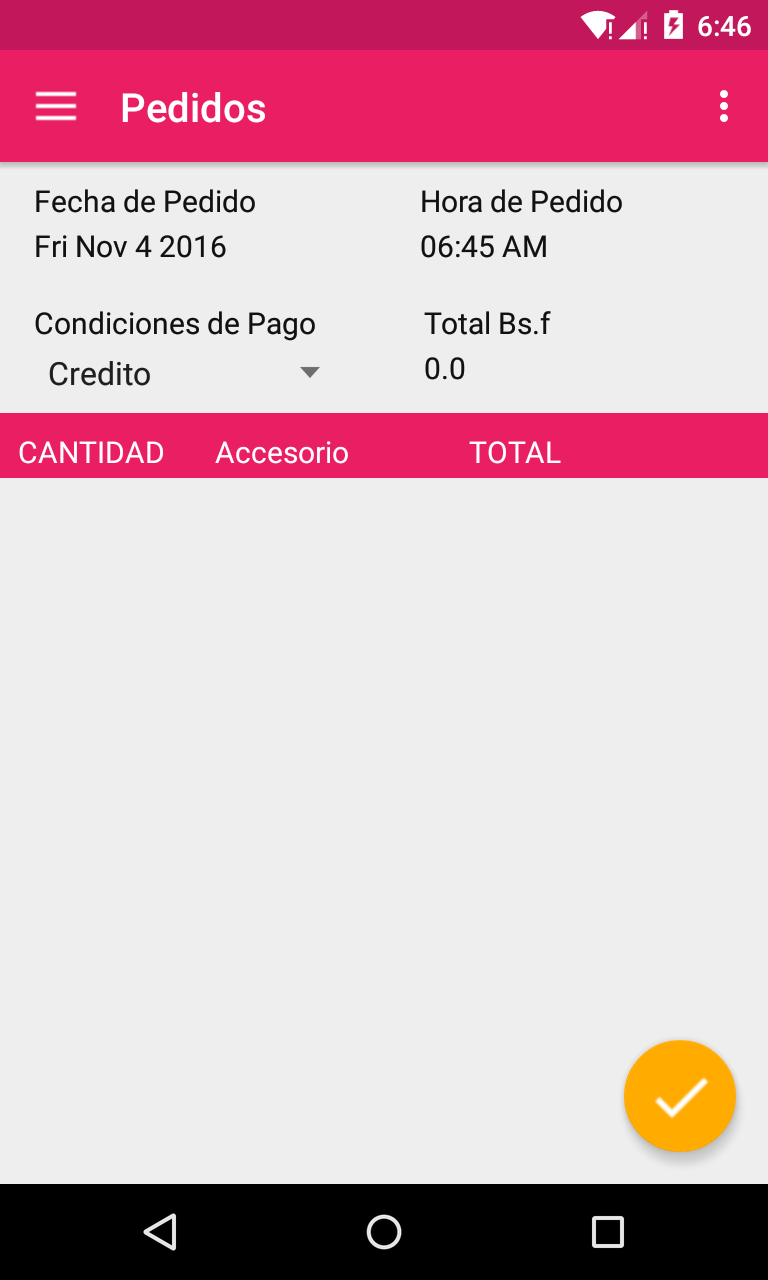 6:46
Pedidos
Fecha de Pedido
Hora de Pedido
Fri Nov 4 2016
06:45 AM
Condiciones de Pago
Total Bs.f
Credito
0.0
CANTIDAD Accesorio TOTAL